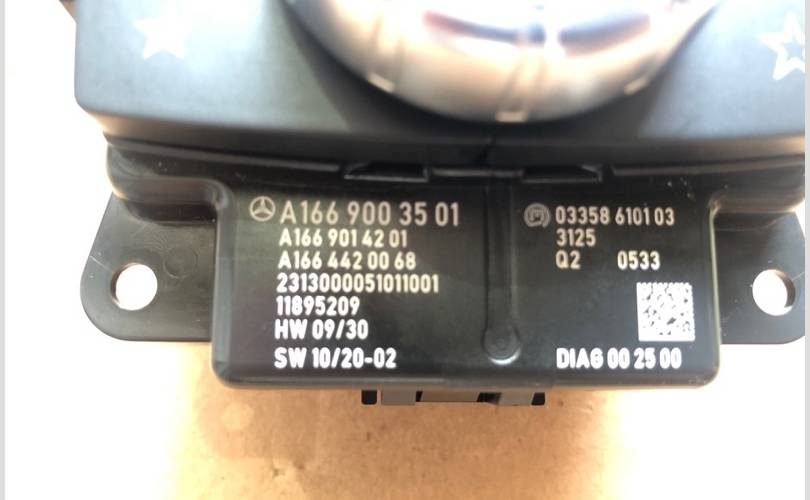 A166 900 35 01
A166 901 42 01
A166 442 00 68
2313000051011001
11895209
HW 09/30
SW 10/20-02
03358 6101 03
3125
Q2 0533
DIAG 00 25 00